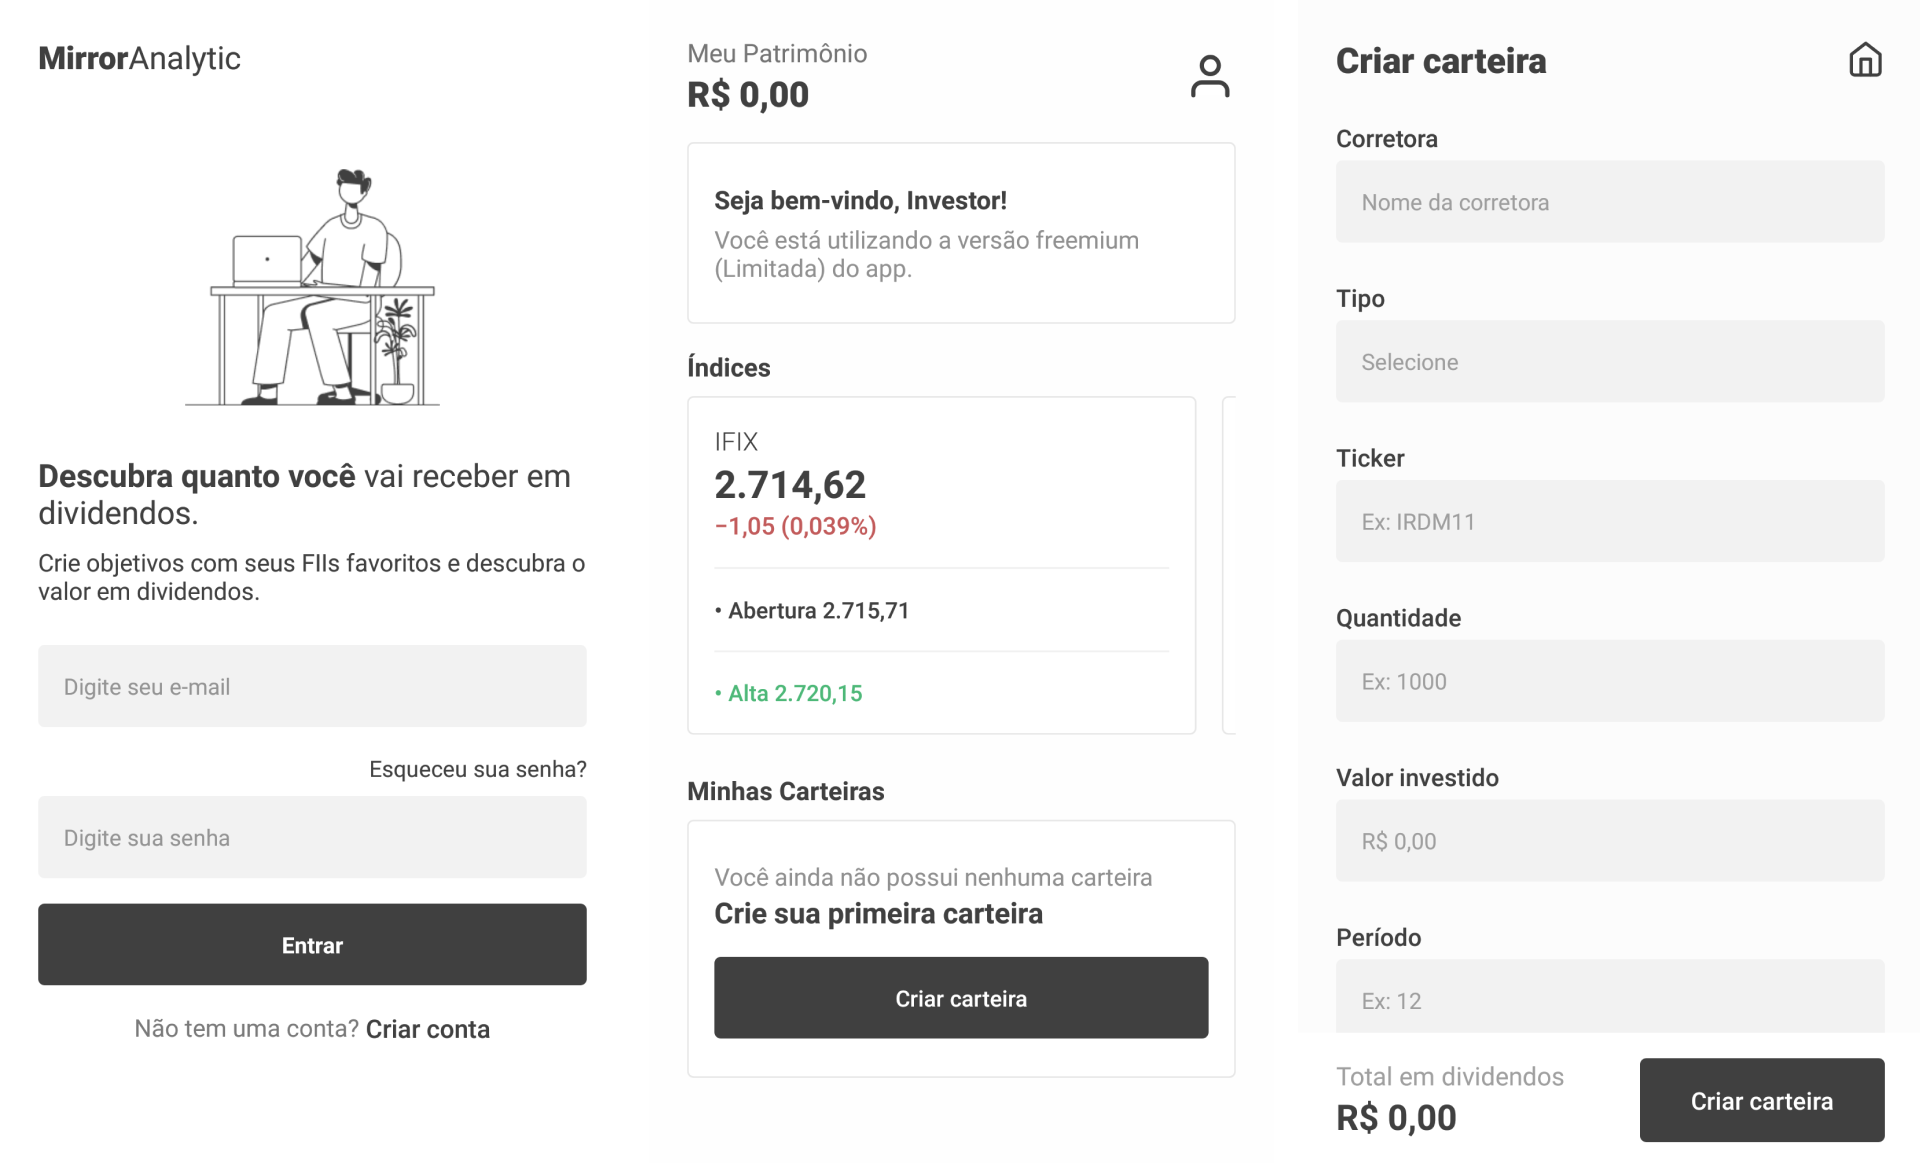 MirrorAnalytic
Descubra quanto você vai receber em
dividendos.
Crie objetivos com seus FIIs favoritos e descubra o
valor em dividendos.
Digite seu e-mail
Esqueceu sua senha?
Digite sua senha
Entrar
Não tem uma conta? Criar conta
Meu Patrimônio
R$ 0,00
Seja bem-vindo, Investor!
Você está utilizando a versão freemium
(Limitada) do app.
Índices
IFIX
2.714,62
−1,05 (0,039%)
• Abertura 2.715,71
• Alta 2.720,15
Minhas Carteiras
Você ainda não possui nenhuma carteira
Crie sua primeira carteira
Criar carteira
Criar carteira
Corretora
Nome da corretora
Tipo
Selecione
Ticker
Ex: IRDM11
Quantidade
Ex: 1000
Valor investido
R$ 0,00
Período
Ex: 12
Total em dividendos
R$ 0,00
Criar carteira